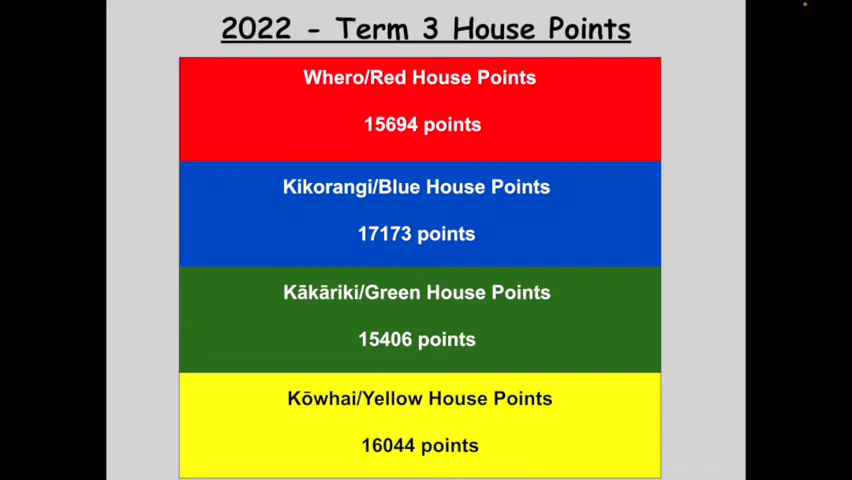 2022 - Term 3 House Points
Whero/Red House Points
15694 points
Kikorangi/Blue House Points
17173 points
Kākāriki/Green House Points
15406 points
Kōwhai/Yellow House Points
16044 points